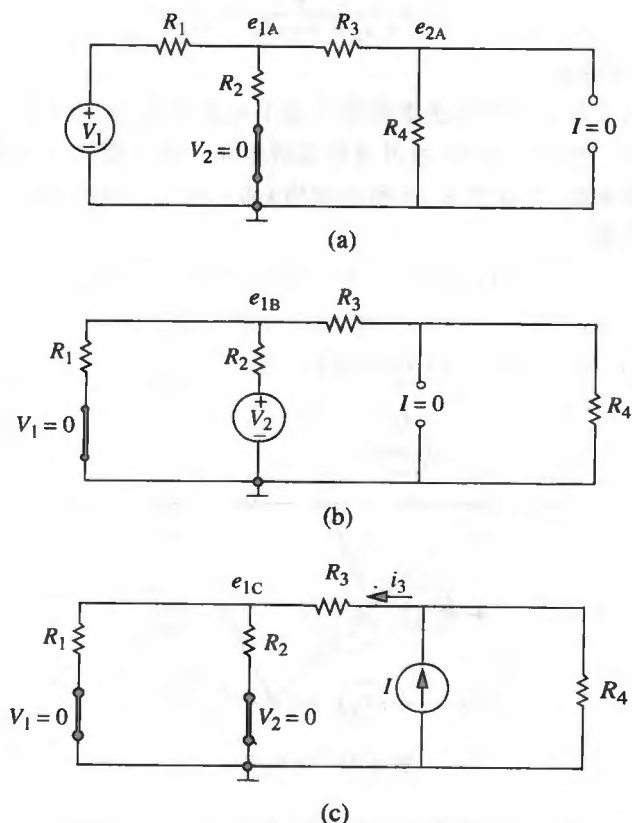 R₁ e₁A R₃ e₂A
R₂
+ V₁ − V₂ = 0 R₄ I = 0
(a)
e₁B R₃
R₁ R₂
V₁ = 0 + V₂ − I = 0 R₄
(b)
e₁C R₃ i₃
R₁ R₂
V₁ = 0 V₂ = 0 I R₄
(c)